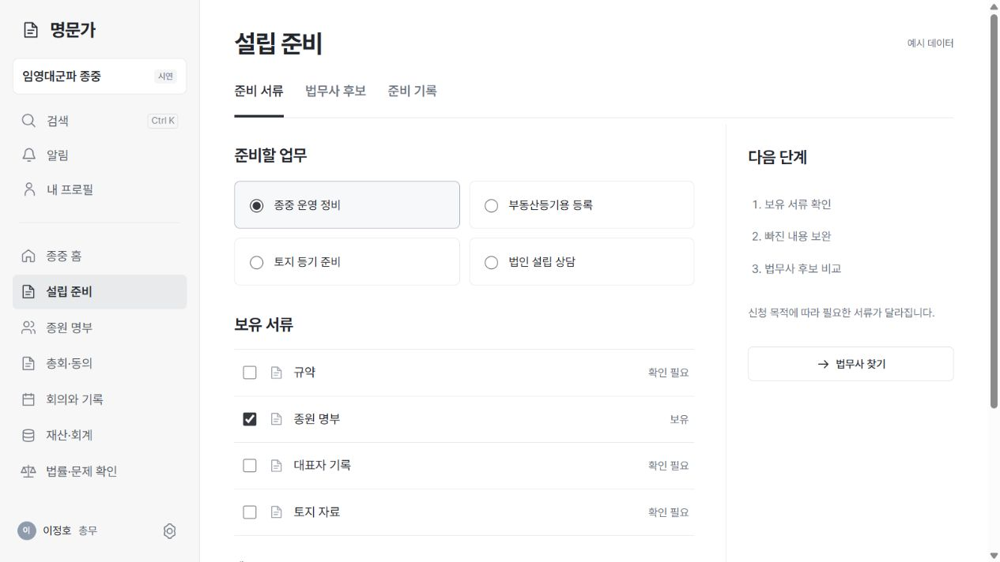 명문가
임영대군파 종중 시연
검색 Ctrl K
알림
내 프로필
종중 홈
설립 준비
종원 명부
총회·동의
회의와 기록
재산·회계
법률·문제 확인
이 이정호 총무
설립 준비
예시 데이터
준비 서류 법무사 후보 준비 기록
준비할 업무
종중 운영 정비
부동산등기용 등록
토지 등기 준비
법인 설립 상담
보유 서류
규약 확인 필요
종원 명부 보유
대표자 기록 확인 필요
토지 자료 확인 필요
다음 단계
1. 보유 서류 확인
2. 빠진 내용 보완
3. 법무사 후보 비교
신청 목적에 따라 필요한 서류가 달라집니다.
→ 법무사 찾기